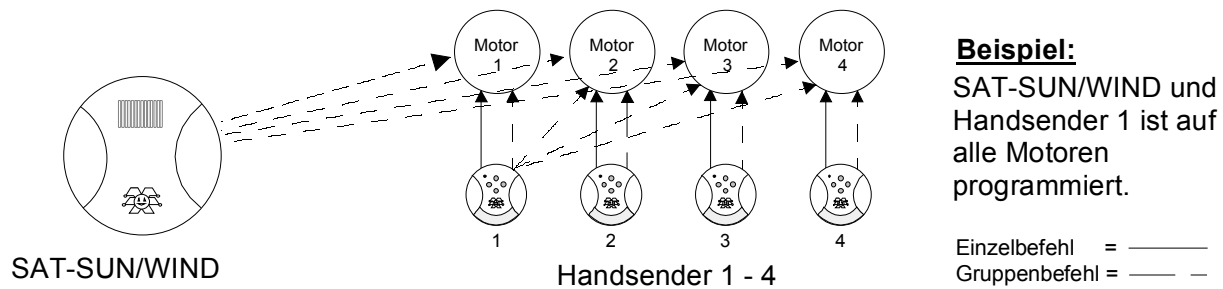 Motor
1
Motor
2
Motor
3
Motor
4
Beispiel:
SAT-SUN/WIND und
Handsender 1 ist auf
alle Motoren
programmiert.
1
2
3
4
SAT-SUN/WIND
Handsender 1 - 4
Einzelbefehl =
Gruppenbefehl =